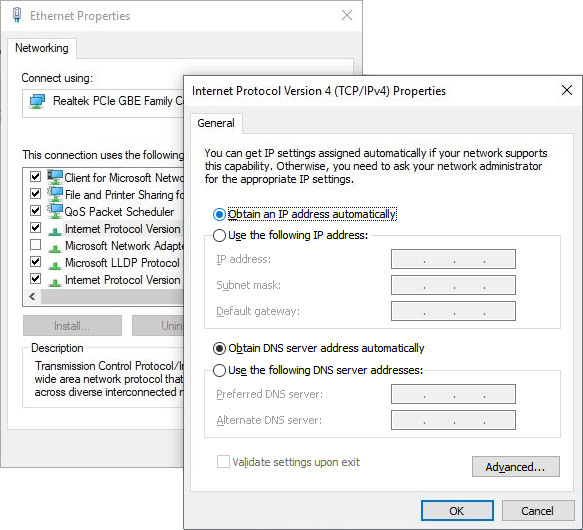 Ethernet Properties
Networking
Connect using:
Realtek PCIe GBE Family
This connection uses the following
Client for Microsoft
File and Printer Sharing for
QoS Packet Scheduler
Internet Protocol Version
Microsoft Network
Microsoft LLDP Protocol
Internet Protocol Version
Install...
Description
Transmission Control
wide area network protocol that
across diverse interconnected
Internet Protocol Version 4 (TCP/IPv4) Properties
General
You can get IP settings assigned automatically if your network supports
this capability. Otherwise, you need to ask your network administrator
for the appropriate IP settings.
Obtain an IP address automatically
Use the following IP address:
IP address:
Subnet mask:
Default gateway:
Obtain DNS server address automatically
Use the following DNS server addresses:
Preferred DNS server:
Alternate DNS server:
Validate settings upon exit
Advanced...
OK
Cancel